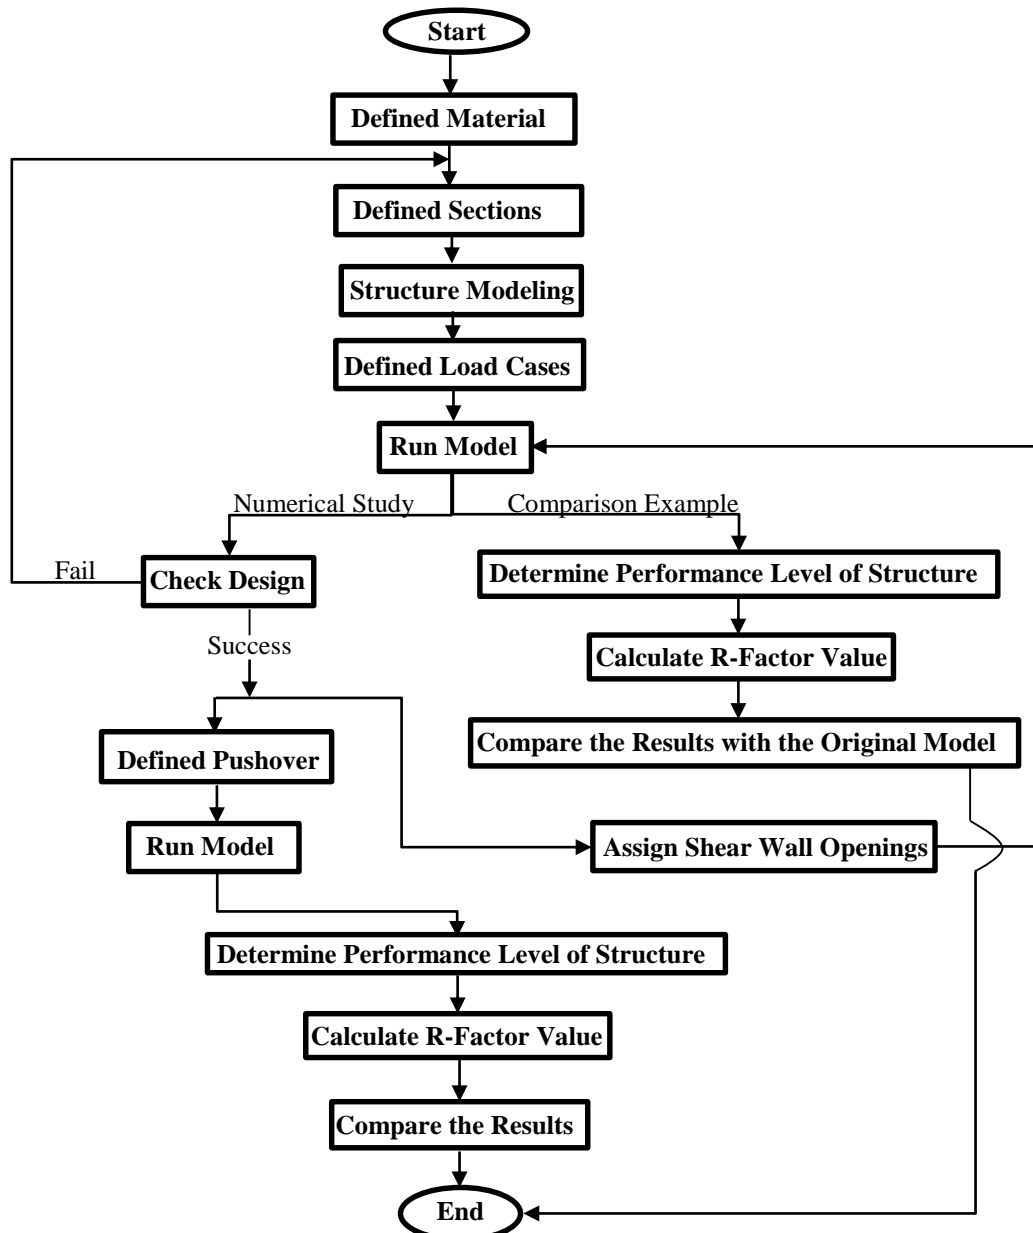 Start
Defined Material
Defined Sections
Structure Modeling
Defined Load Cases
Run Model
Numerical Study
Comparison Example
Fail
Check Design
Determine Performance Level of Structure
Success
Calculate R-Factor Value
Defined Pushover
Compare the Results with the Original Model
Run Model
Assign Shear Wall Openings
Determine Performance Level of Structure
Calculate R-Factor Value
Compare the Results
End